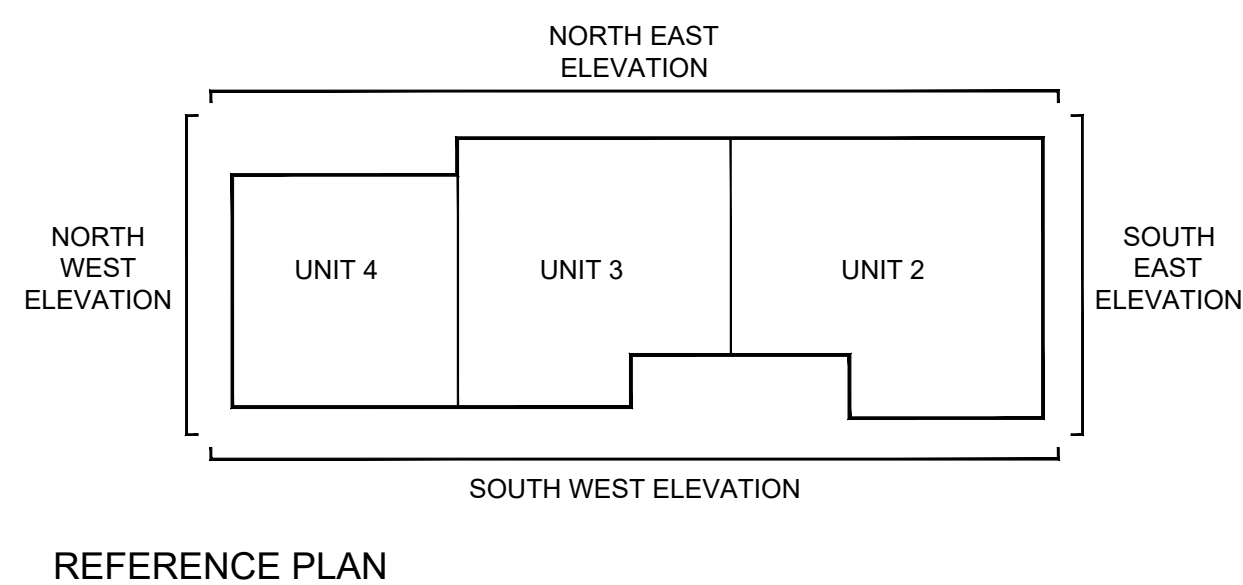 NORTH EAST
ELEVATION
NORTH
WEST
ELEVATION
UNIT 4
UNIT 3
UNIT 2
SOUTH
EAST
ELEVATION
SOUTH WEST ELEVATION
REFERENCE PLAN